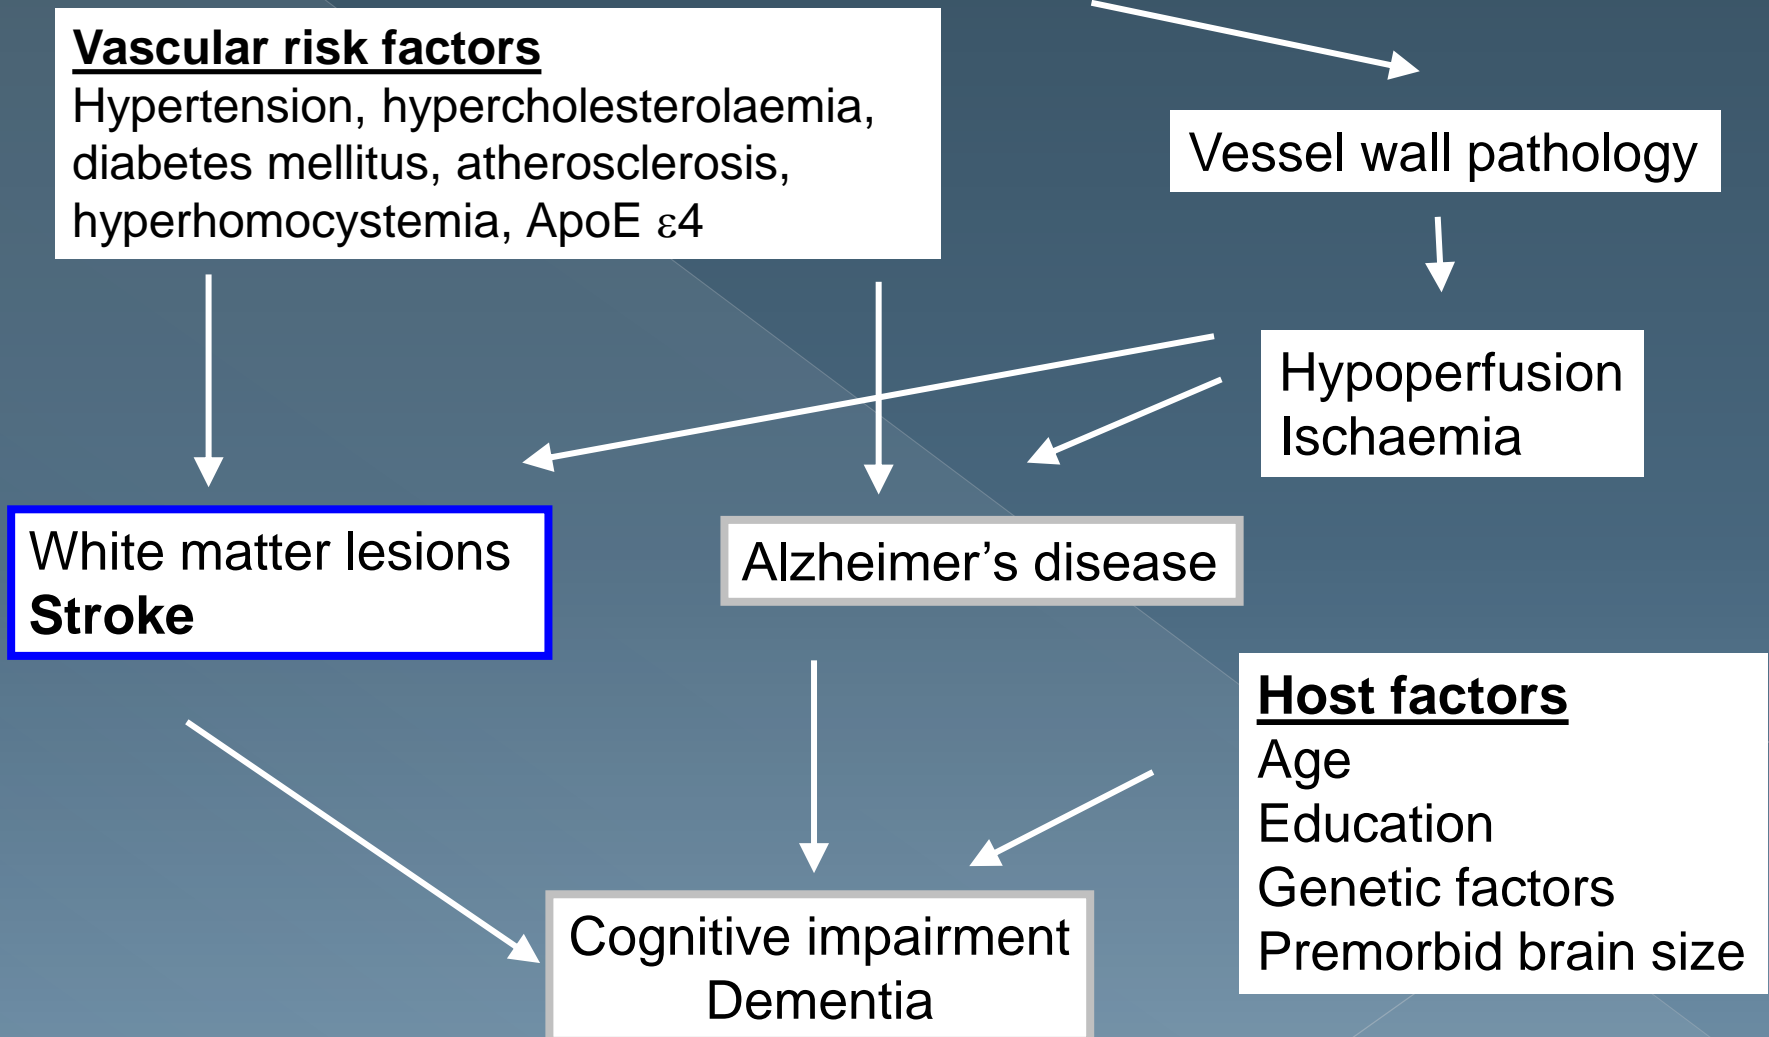 Vascular risk factors
Hypertension, hypercholesterolaemia,
diabetes mellitus, atherosclerosis,
hyperhomocystemia, ApoE ε4
Vessel wall pathology
Hypoperfusion
Ischaemia
White matter lesions
Stroke
Alzheimer’s disease
Host factors
Age
Education
Genetic factors
Premorbid brain size
Cognitive impairment
Dementia